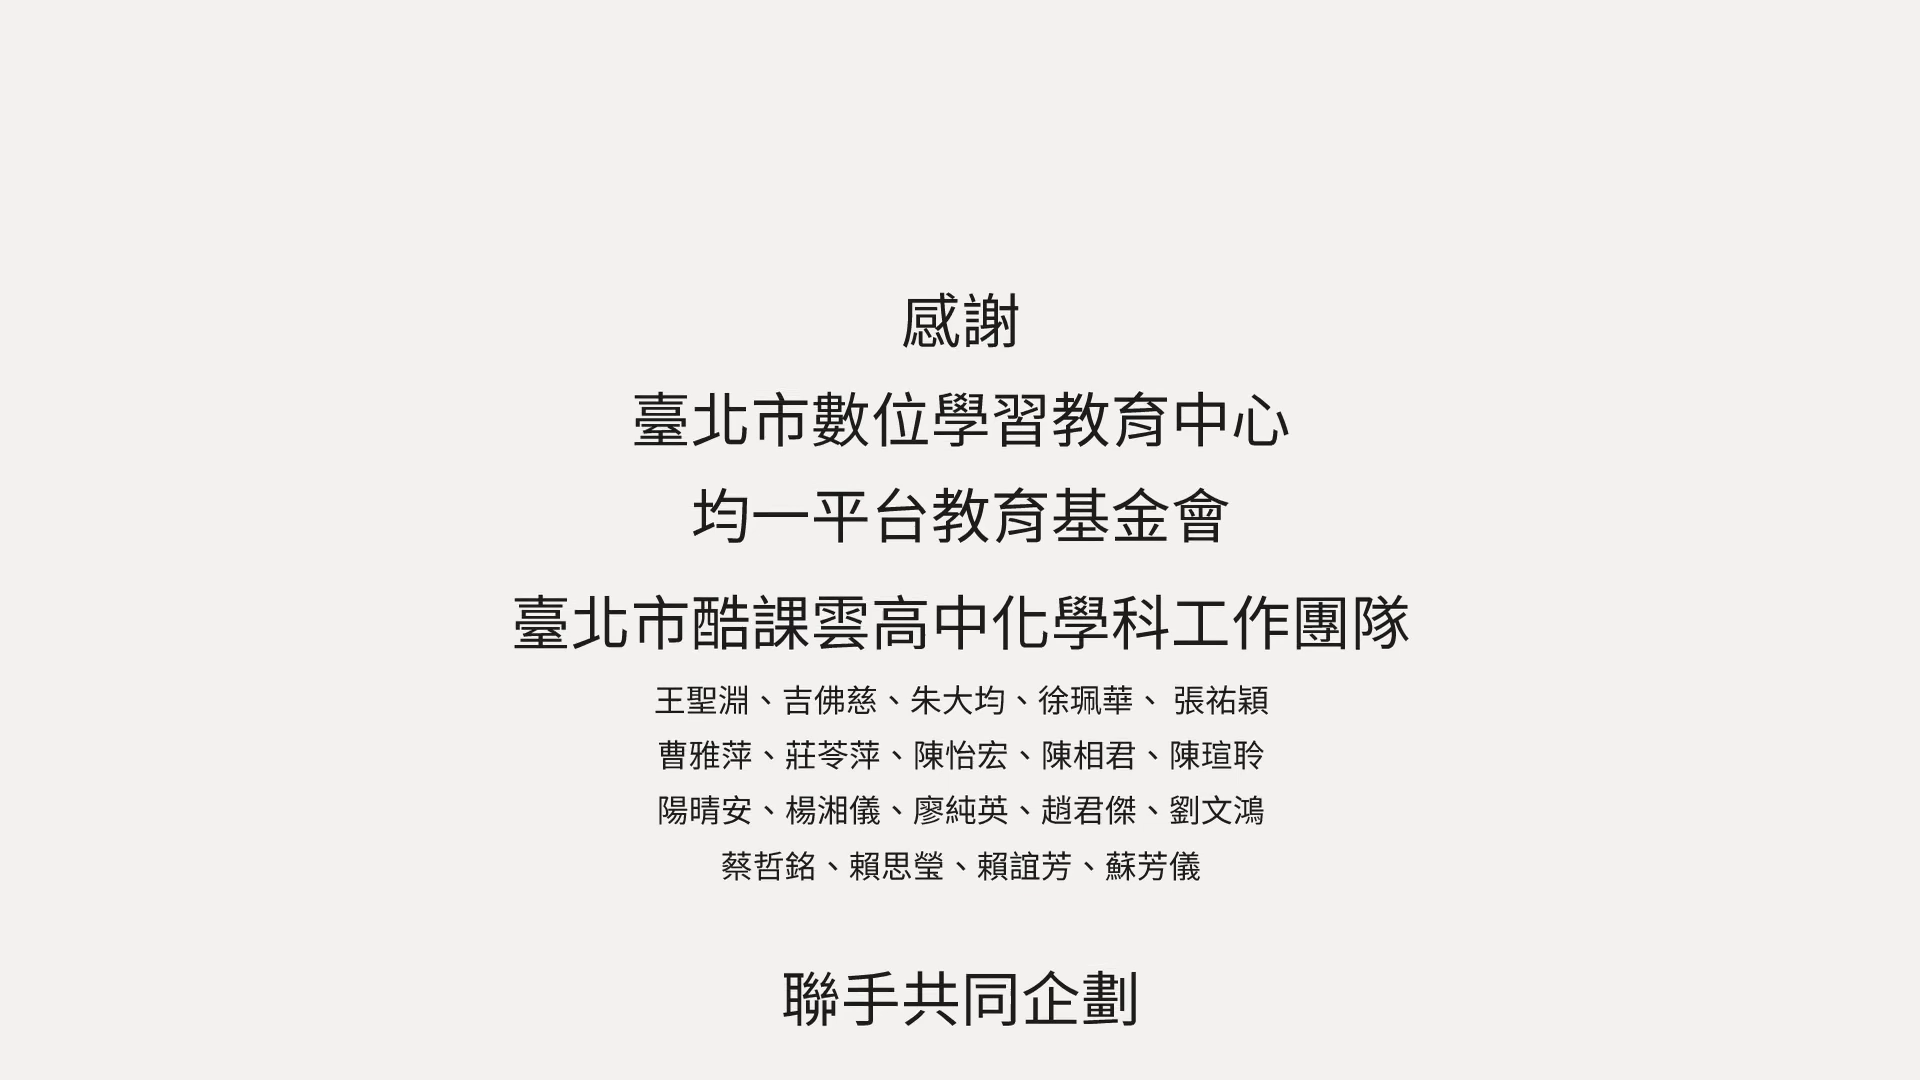 感謝
臺北市數位學習教育中心
均一平台教育基金會
臺北市酷課雲高中化學科工作團隊
王聖淵、吉佛慈、朱大均、徐珮華、 張祐穎
曹雅萍、莊苓萍、陳怡宏、陳相君、陳瑄聆
陽晴安、楊湘儀、廖純英、趙君傑、劉文鴻
蔡哲銘、賴思瑩、賴誼芳、蘇芳儀
聯手共同企劃